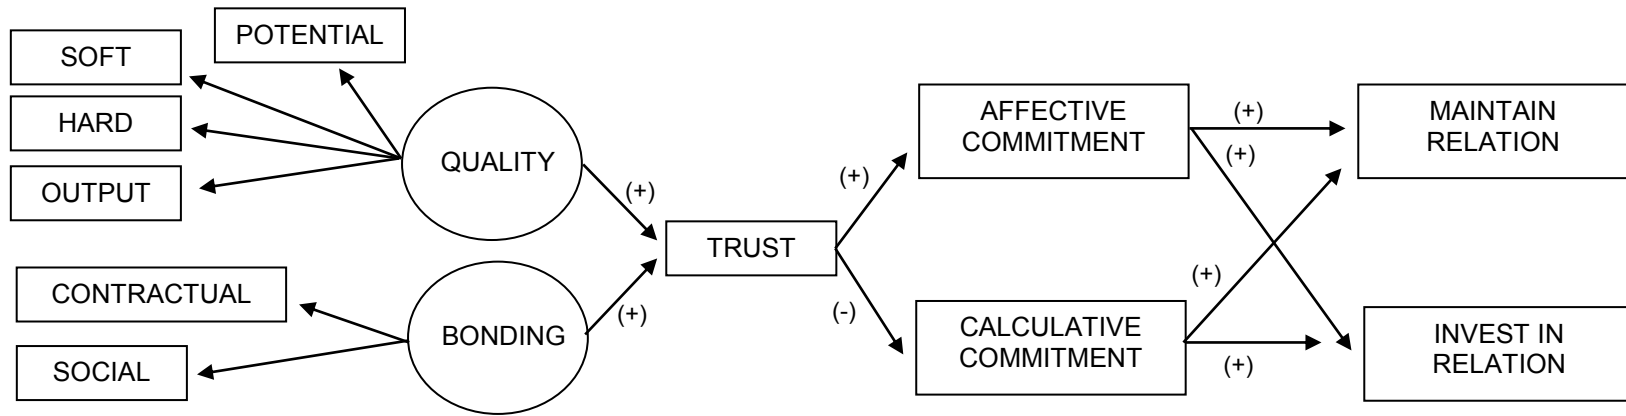 POTENTIAL
SOFT
HARD
OUTPUT
QUALITY
(+)
CONTRACTUAL
SOCIAL
BONDING
(+)
TRUST
(+)
(-)
AFFECTIVE
COMMITMENT
CALCULATIVE
COMMITMENT
(+)
(+)
(+)
(+)
MAINTAIN
RELATION
INVEST IN
RELATION